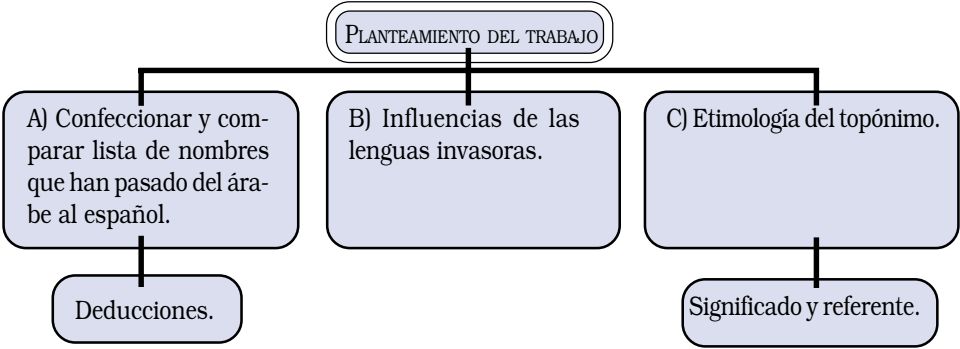 PLANTEAMIENTO DEL TRABAJO
A) Confeccionar y com-
parar lista de nombres
que han pasado del ára-
be al español.
B) Influencias de las
lenguas invasoras.
C) Etimología del topónimo.
Deducciones.
Significado y referente.